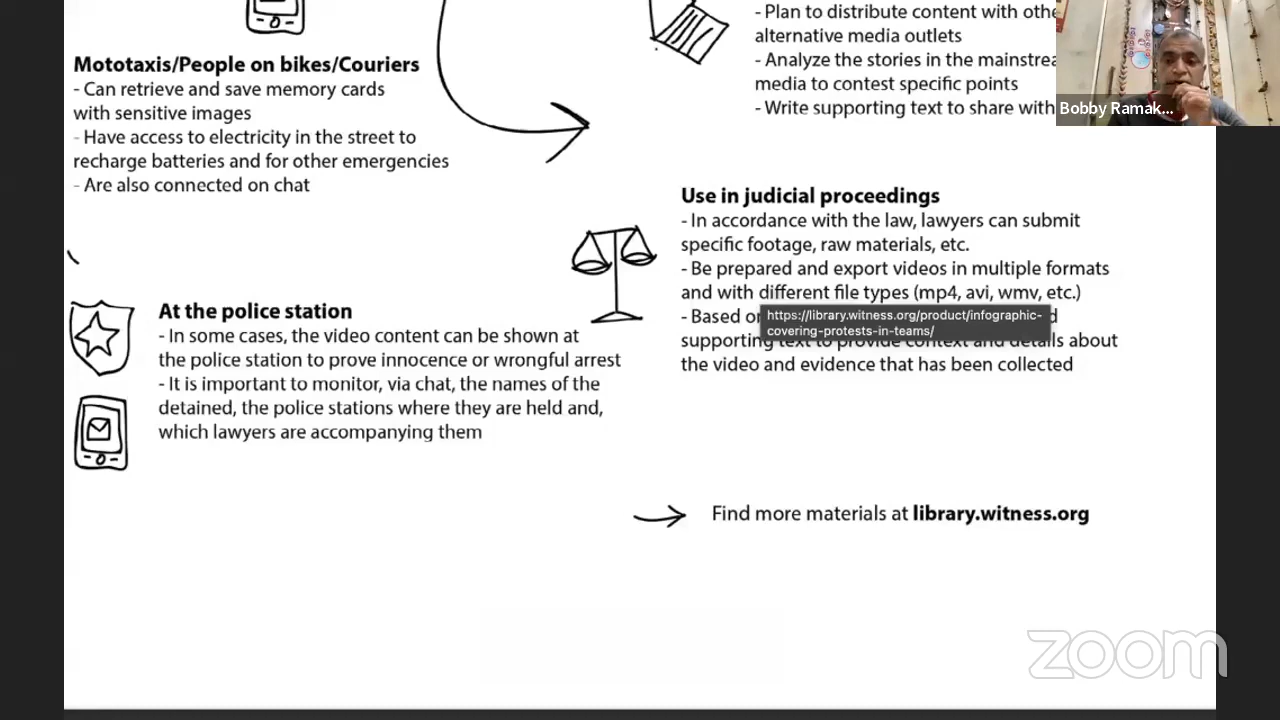 - Plan to distribute content with othe
alternative media outlets
- Analyze the stories in the mainstrea
media to contest specific points
- Write supporting text to share with
Bobby Ramak...
Mototaxis/People on bikes/Couriers
- Can retrieve and save memory cards
with sensitive images
- Have access to electricity in the street to
recharge batteries and for other emergencies
- Are also connected on chat
Use in judicial proceedings
- In accordance with the law, lawyers can submit
specific footage, raw materials, etc.
- Be prepared and export videos in multiple formats
and with different file types (mp4, avi, wmv, etc.)
- Based
https://library.witness.org/product/infographic-
covering-protests-in-teams/
supporting text to provide context and details about
the video and evidence that has been collected
At the police station
- In some cases, the video content can be shown at
the police station to prove innocence or wrongful arrest
- It is important to monitor, via chat, the names of the
detained, the police stations where they are held and,
which lawyers are accompanying them
Find more materials at library.witness.org
zoom